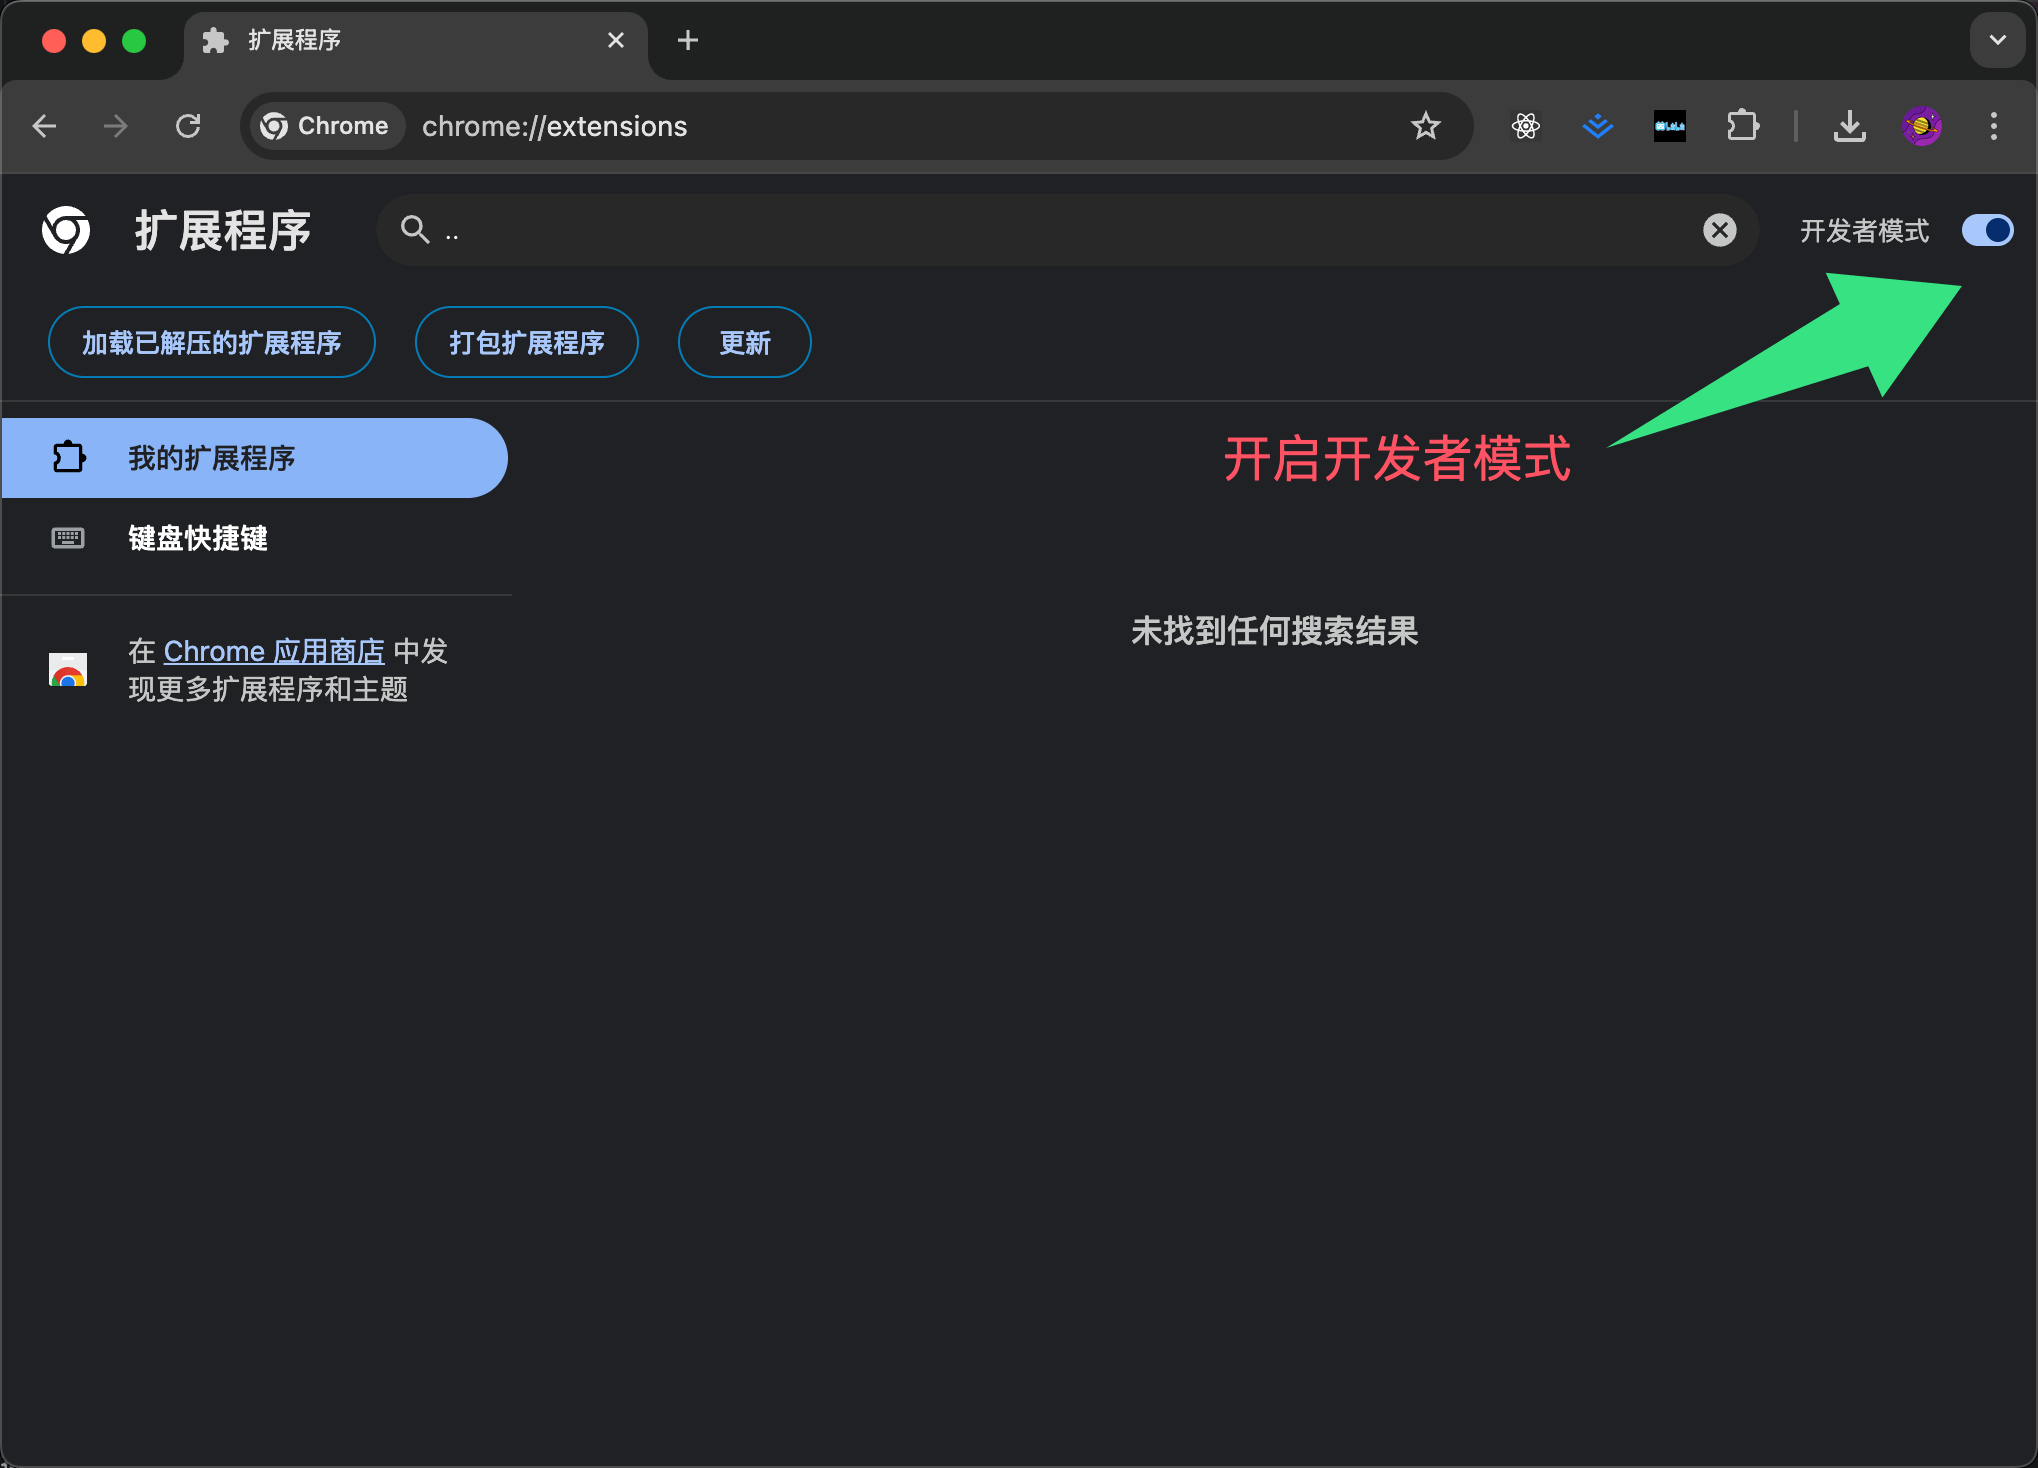 扩展程序
Chrome
chrome://extensions
扩展程序
..
开发者模式
加载已解压的扩展程序
打包扩展程序
更新
我的扩展程序
开启开发者模式
键盘快捷键
未找到任何搜索结果
在 Chrome 应用商店 中发
现更多扩展程序和主题